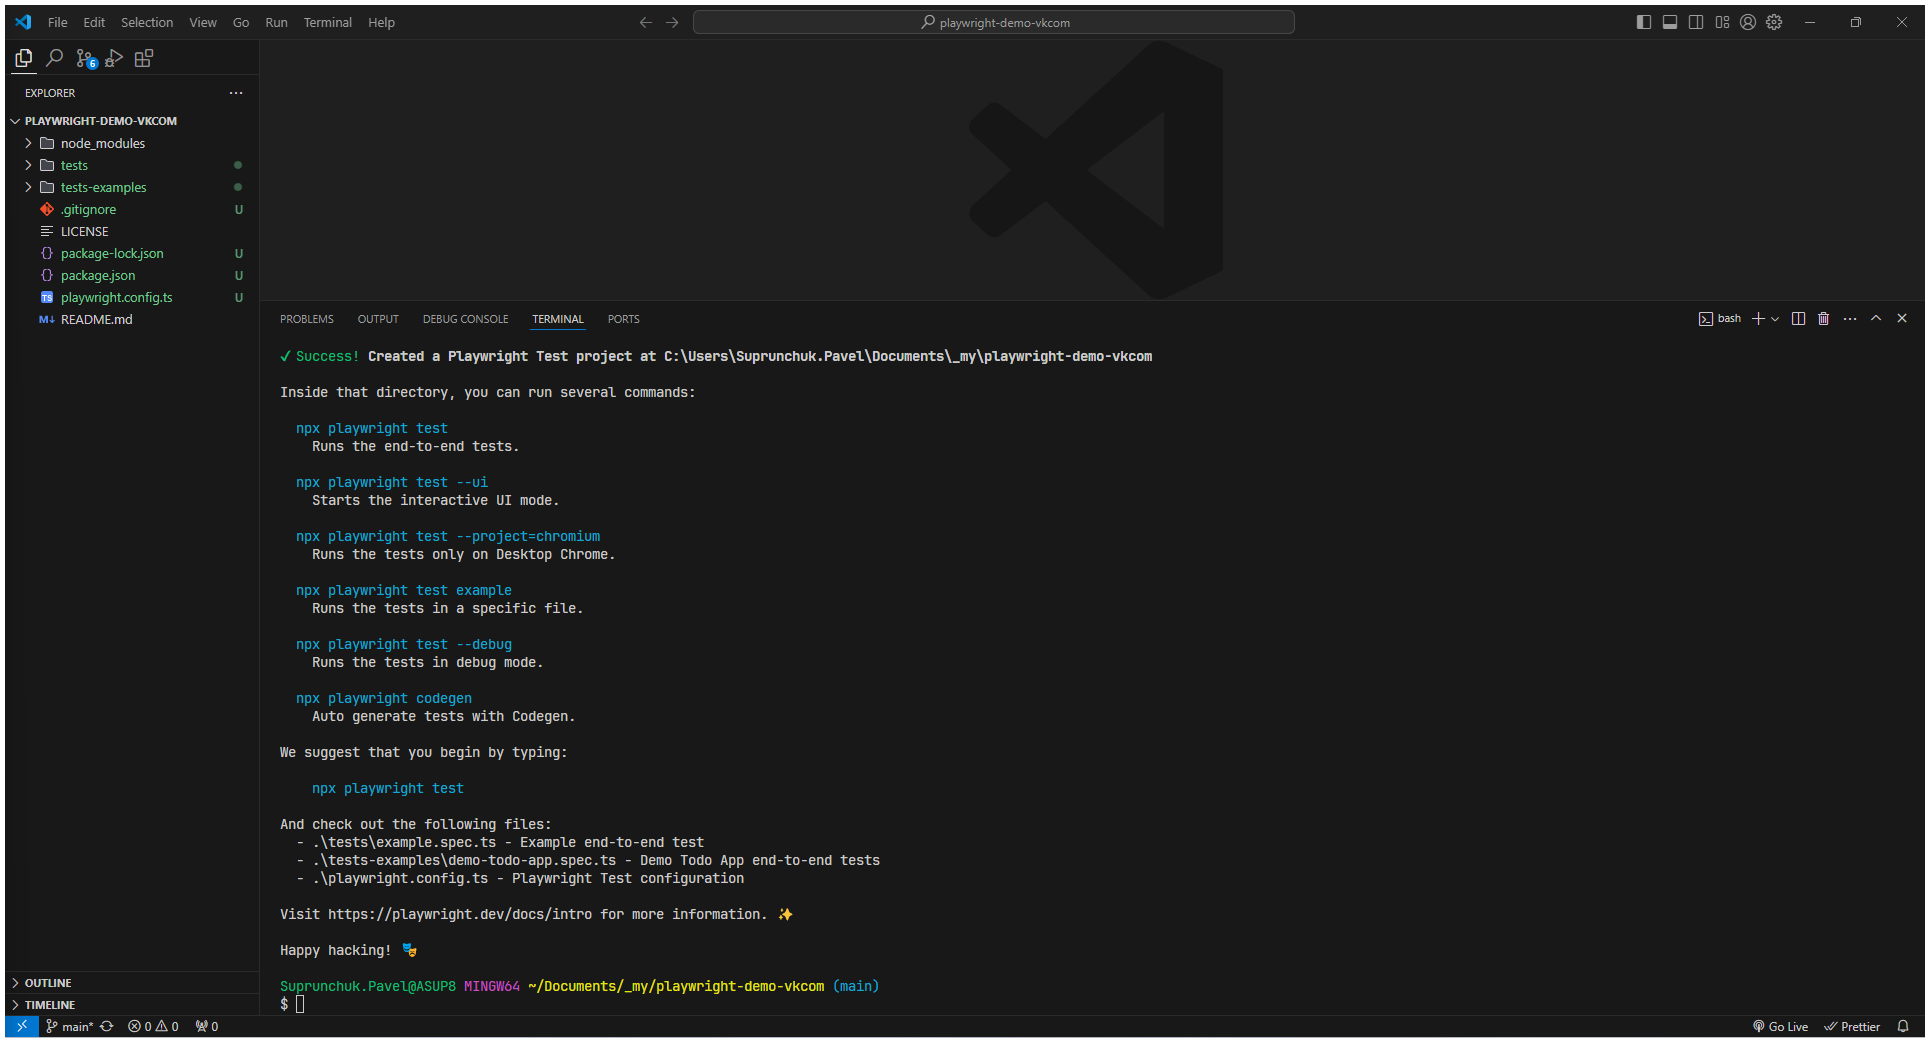 File Edit Selection View Go Run Terminal Help
playwright-demo-vkcom
6
EXPLORER
PLAYWRIGHT-DEMO-VKCOM
node_modules
tests
tests-examples
.gitignore U
LICENSE
{} package-lock.json U
{} package.json U
TS playwright.config.ts U
M↓ README.md
OUTLINE
TIMELINE
PROBLEMS OUTPUT DEBUG CONSOLE TERMINAL PORTS
bash
✓ Success! Created a Playwright Test project at C:\Users\Suprunchuk.Pavel\Documents\_my\playwright-demo-vkcom
Inside that directory, you can run several commands:
npx playwright test
Runs the end-to-end tests.
npx playwright test --ui
Starts the interactive UI mode.
npx playwright test --project=chromium
Runs the tests only on Desktop Chrome.
npx playwright test example
Runs the tests in a specific file.
npx playwright test --debug
Runs the tests in debug mode.
npx playwright codegen
Auto generate tests with Codegen.
We suggest that you begin by typing:
npx playwright test
And check out the following files:
- .\tests\example.spec.ts - Example end-to-end test
- .\tests-examples\demo-todo-app.spec.ts - Demo Todo App end-to-end tests
- .\playwright.config.ts - Playwright Test configuration
Visit https://playwright.dev/docs/intro for more information. ✨
Happy hacking! 🎭
Suprunchuk.Pavel@ASUP8 MINGW64 ~/Documents/_my/playwright-demo-vkcom (main)
$
main* 0 0 0
Go Live Prettier